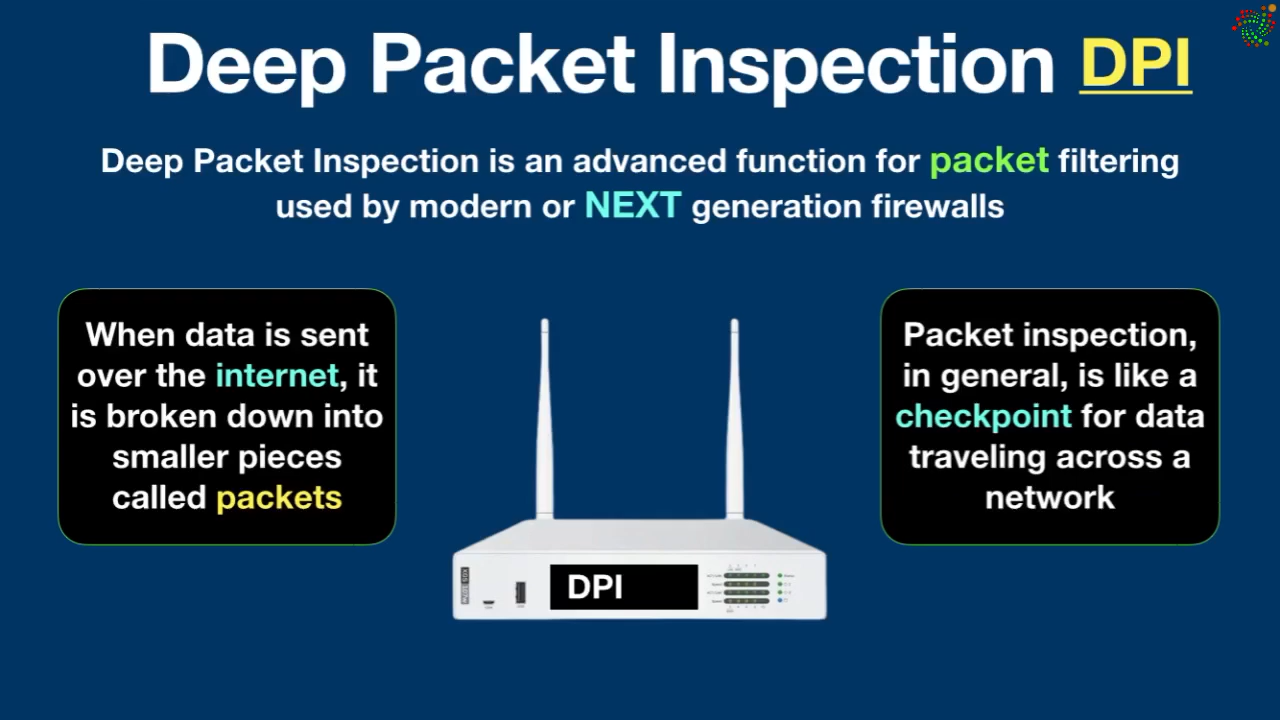 Deep Packet Inspection DPI
Deep Packet Inspection is an advanced function for packet filtering
used by modern or NEXT generation firewalls
When data is sent
over the internet, it
is broken down into
smaller pieces
called packets
Packet inspection,
in general, is like a
checkpoint for data
traveling across a
network
DPI